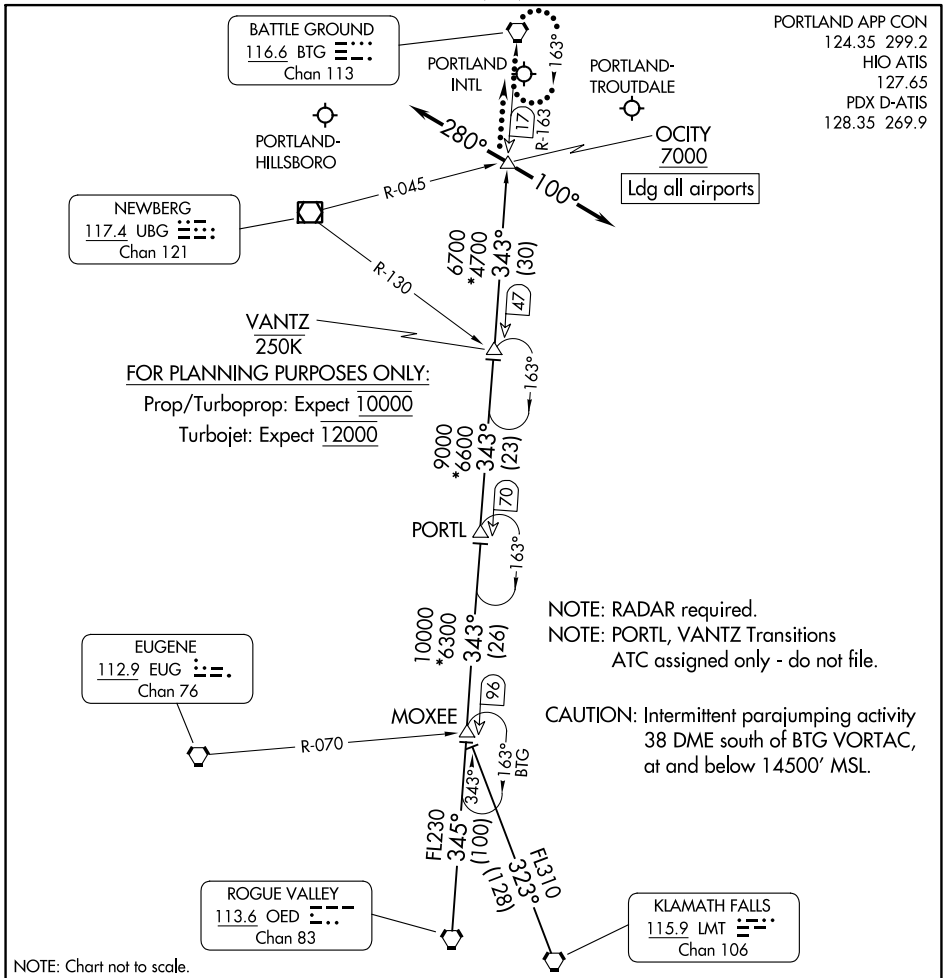 BATTLE GROUND
116.6 BTG
Chan 113
PORTLAND APP CON
124.35 299.2
HIO ATIS
127.65
PDX D-ATIS
128.35 269.9
PORTLAND
INTL
163°
PORTLAND-
TROUTDALE
PORTLAND-
HILLSBORO
17
R-163
280°
100°
OCITY
7000
Ldg all airports
NEWBERG
117.4 UBG
Chan 121
R-045
R-130
6700
*4700
343°
(30)
47
VANTZ
250K
163°
FOR PLANNING PURPOSES ONLY:
Prop/Turboprop: Expect 10000
Turbojet: Expect 12000
9000
*6600
343°
(23)
70
PORTL
163°
NOTE: RADAR required.
NOTE: PORTL, VANTZ Transitions
ATC assigned only - do not file.
10000
*6300
343°
(26)
96
EUGENE
112.9 EUG
Chan 76
R-070
MOXEE
CAUTION: Intermittent parajumping activity
38 DME south of BTG VORTAC,
at and below 14500' MSL.
343°
163°
BTG
FL230
345°
(100)
FL310
323°
(128)
ROGUE VALLEY
113.6 OED
Chan 83
KLAMATH FALLS
115.9 LMT
Chan 106
NOTE: Chart not to scale.